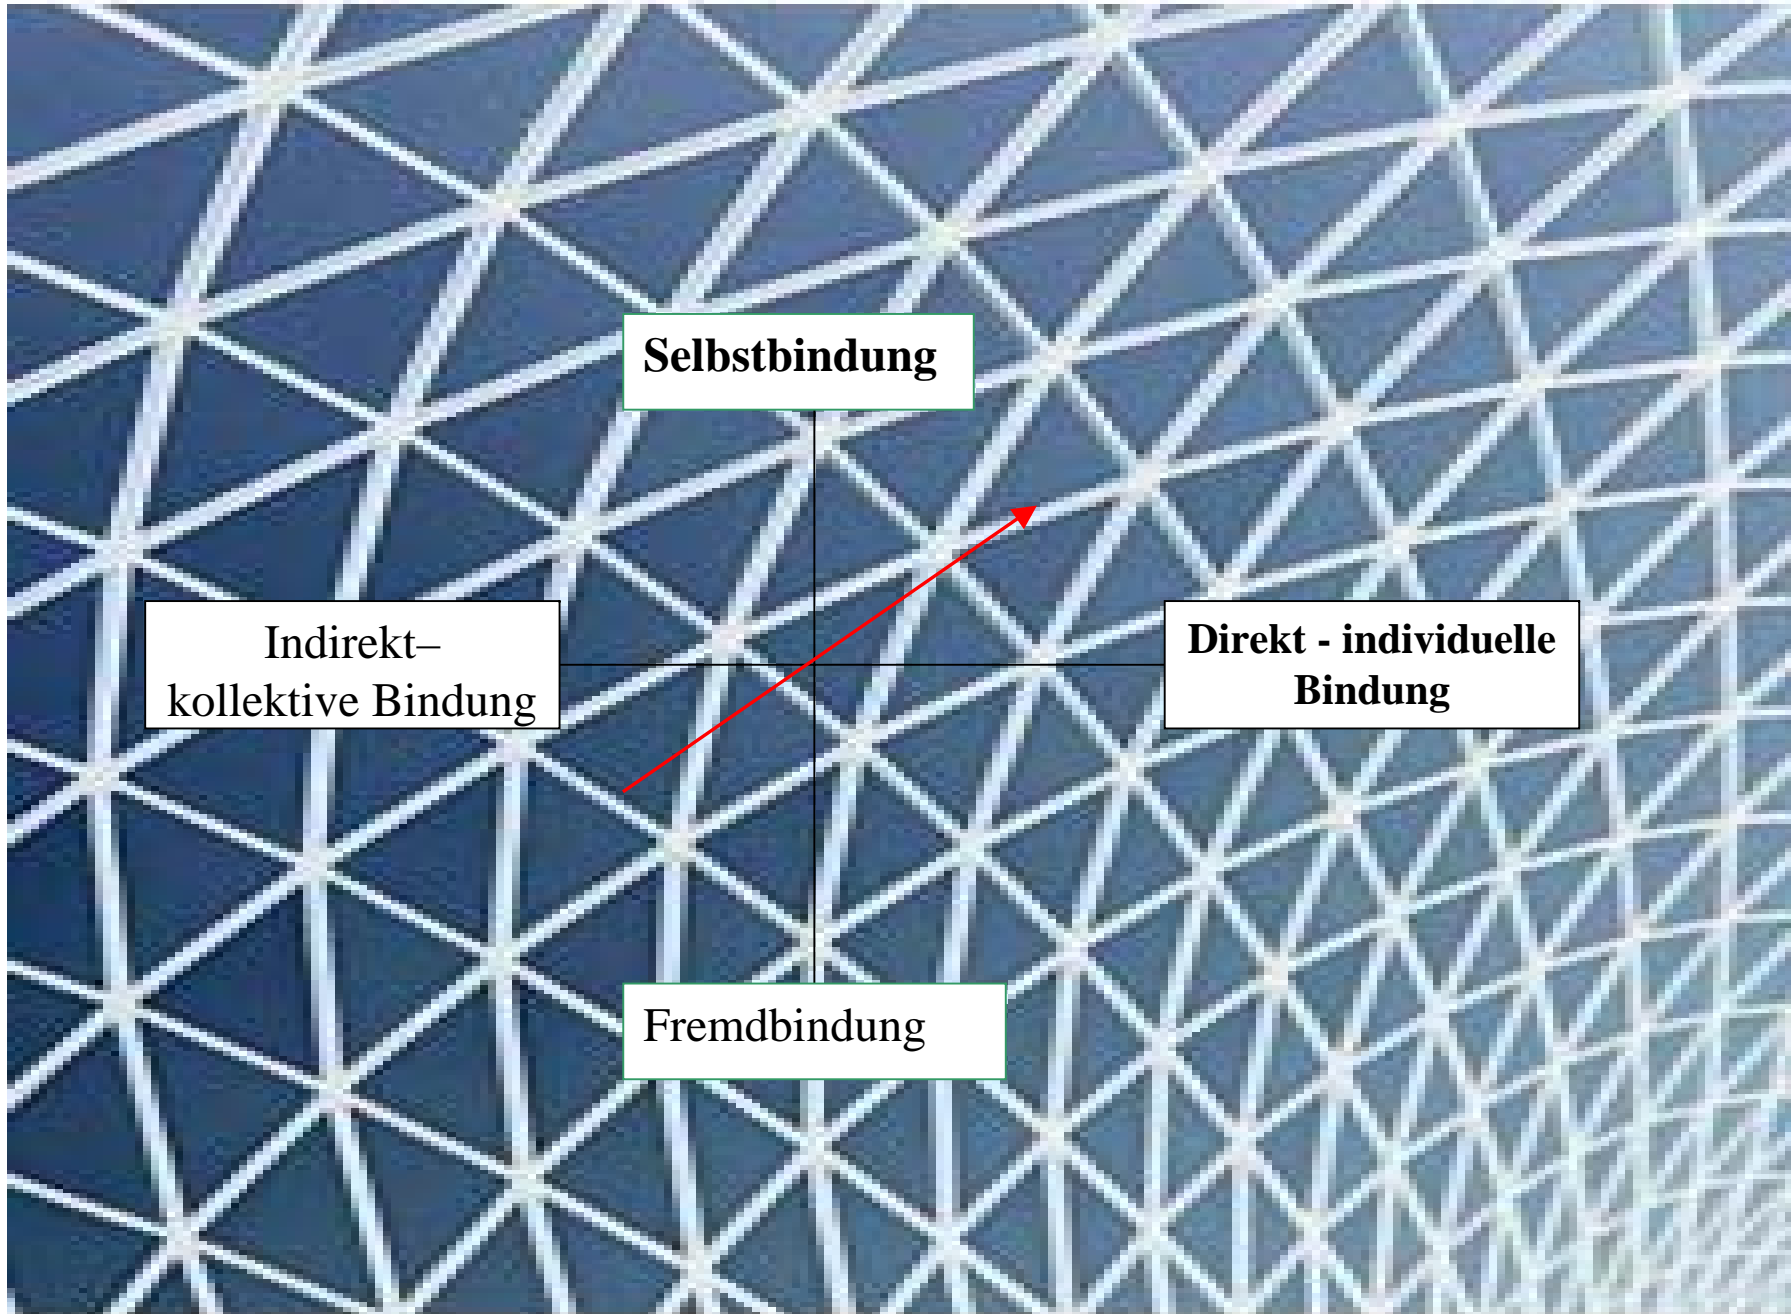 Selbstbindung
Indirekt–
kollektive Bindung
Direkt - individuelle
Bindung
Fremdbindung